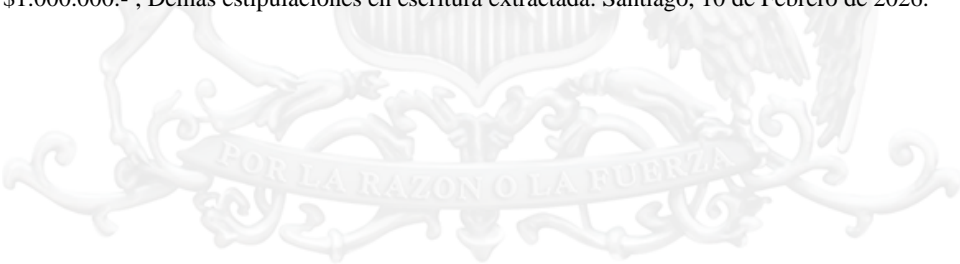 $1.000.000.- ; Demás estipulaciones en escritura extractada. Santiago, 10 de Febrero de 2026.
POR LA RAZON O LA FUERZA